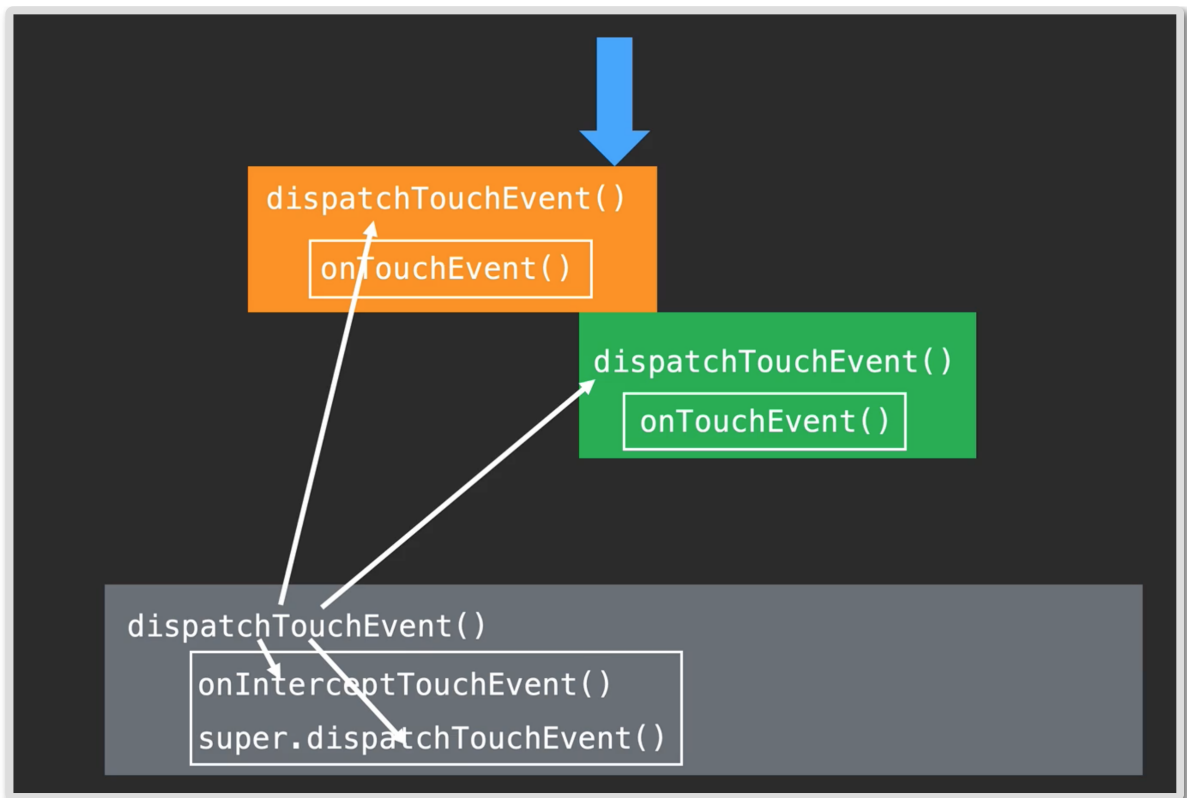 dispatchTouchEvent()
onTouchEvent()
dispatchTouchEvent()
onTouchEvent()
dispatchTouchEvent()
onInterceptTouchEvent()
super.dispatchTouchEvent()